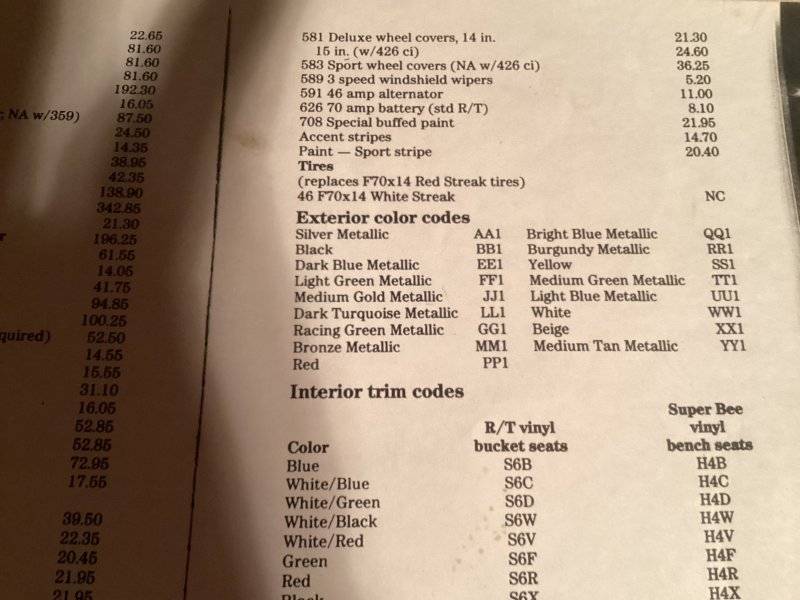 22.65
81.60
81.60
81.60
192.30
16.05
NA w/359) 87.50
24.50
14.35
38.95
42.35
138.90
342.85
21.30
r 196.25
61.55
14.05
41.75
94.85
100.25
quired) 52.50
14.55
15.55
31.10
16.05
52.85
52.85
72.95
17.55
39.50
22.35
20.45
21.95
21.95
581 Deluxe wheel covers, 14 in. 21.30
15 in. (w/426 ci) 24.60
583 Sport wheel covers (NA w/426 ci) 36.25
589 3 speed windshield wipers 5.20
591 46 amp alternator 11.00
626 70 amp battery (std R/T) 8.10
708 Special buffed paint 21.95
Accent stripes 14.70
Paint — Sport stripe 20.40
Tires
(replaces F70x14 Red Streak tires)
46 F70x14 White Streak NC
Exterior color codes
Silver Metallic AA1 Bright Blue Metallic QQ1
Black BB1 Burgundy Metallic RR1
Dark Blue Metallic EE1 Yellow SS1
Light Green Metallic FF1 Medium Green Metallic TT1
Medium Gold Metallic JJ1 Light Blue Metallic UU1
Dark Turquoise Metallic LL1 White WW1
Racing Green Metallic GG1 Beige XX1
Bronze Metallic MM1 Medium Tan Metallic YY1
Red PP1
Interior trim codes
Super Bee
R/T vinyl vinyl
Color bucket seats bench seats
Blue S6B H4B
White/Blue S6C H4C
White/Green S6D H4D
White/Black S6W H4W
White/Red S6V H4V
Green S6F H4F
Red S6R H4R
Black S6X H4X